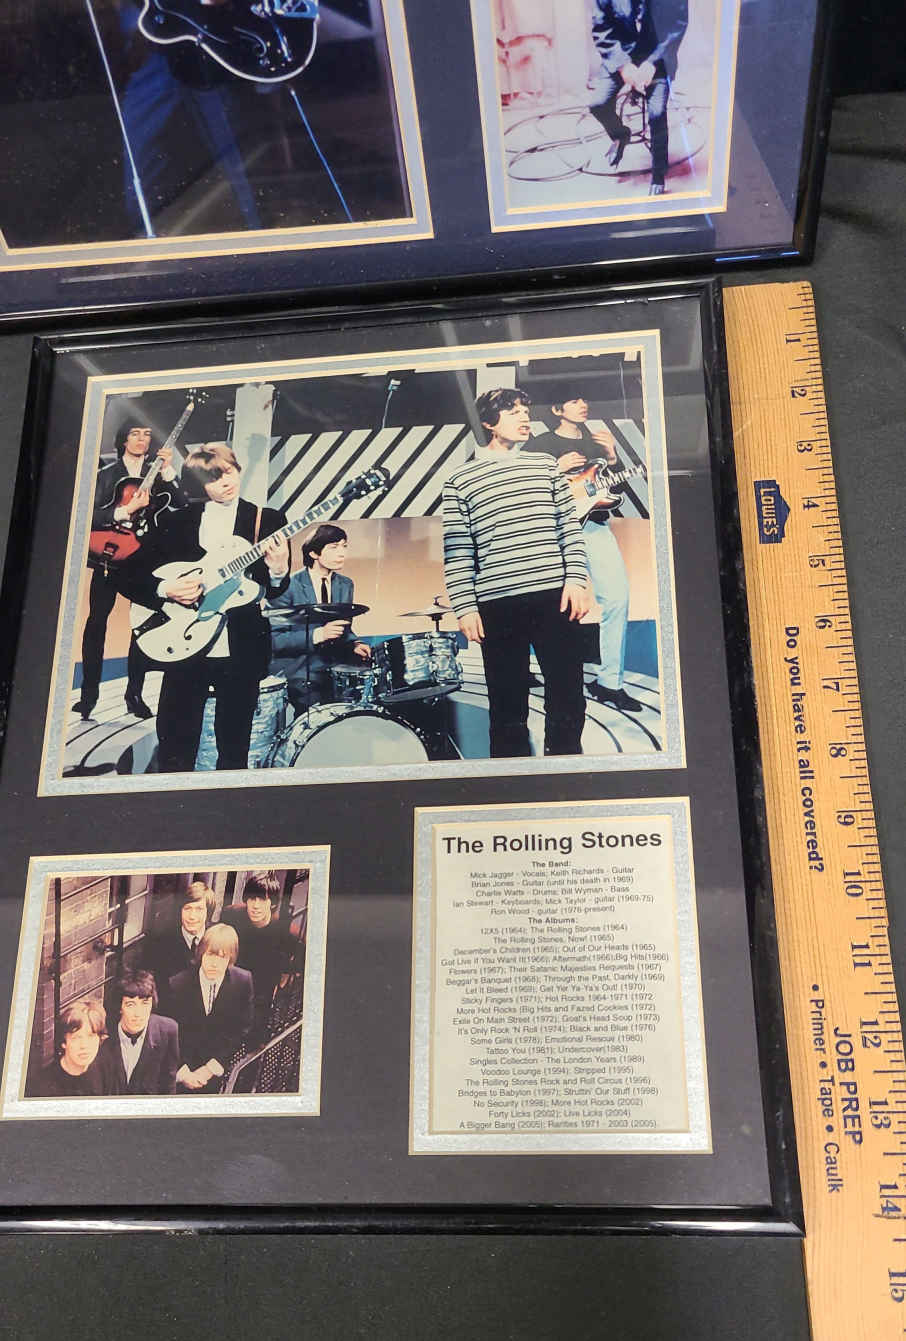 The Rolling Stones
The Band:
Mick Jagger - Vocals; Keith Richards - Guitar
Brian Jones - Guitar (until his death in 1969)
Charlie Watts - Drums; Bill Wyman - Bass
Ian Stewart - Keyboards; Mick Taylor - guitar (1969-75)
Ron Wood - guitar (1976-present)
The Albums:
12X5 (1964); The Rolling Stones (1964)
The Rolling Stones, Now! (1965)
December's Children (1965); Out of Our Heads (1965)
Got Live If You Want It(1966); Aftermath(1966);Big Hits(1966)
Flowers (1967); Their Satanic Majesties Requests (1967)
Beggar's Banquet (1968); Through the Past, Darkly (1969)
Let It Bleed (1969); Get Yer Ya-Ya's Out! (1970)
Sticky Fingers (1971); Hot Rocks 1964-1971 (1972
More Hot Rocks (Big Hits and Fazed Cookies (1972)
Exile On Main Street (1972); Goat's Head Soup (1973)
It's Only Rock 'N Roll (1974); Black and Blue (1976)
Some Girls (1978); Emotional Rescue (1980)
Tattoo You (1981); Undercover(1983)
Singles Collection - The London Years (1989)
Voodoo Lounge (1994); Stripped (1995)
The Rolling Stones Rock and Roll Circus (1996)
Bridges to Babylon (1997); Struttin' Our Stuff (1998)
No Security (1998); More Hot Rocks (2002)
Forty Licks (2002); Live Licks (2004)
A Bigger Bang (2005); Rarities 1971 - 2003 (2005).
1
2
3
4
5
6
7
8
9
10
11
12
13
14
15
LOWE'S
Do you have it all covered?
JOB PREP
• Primer • Tape • Caulk